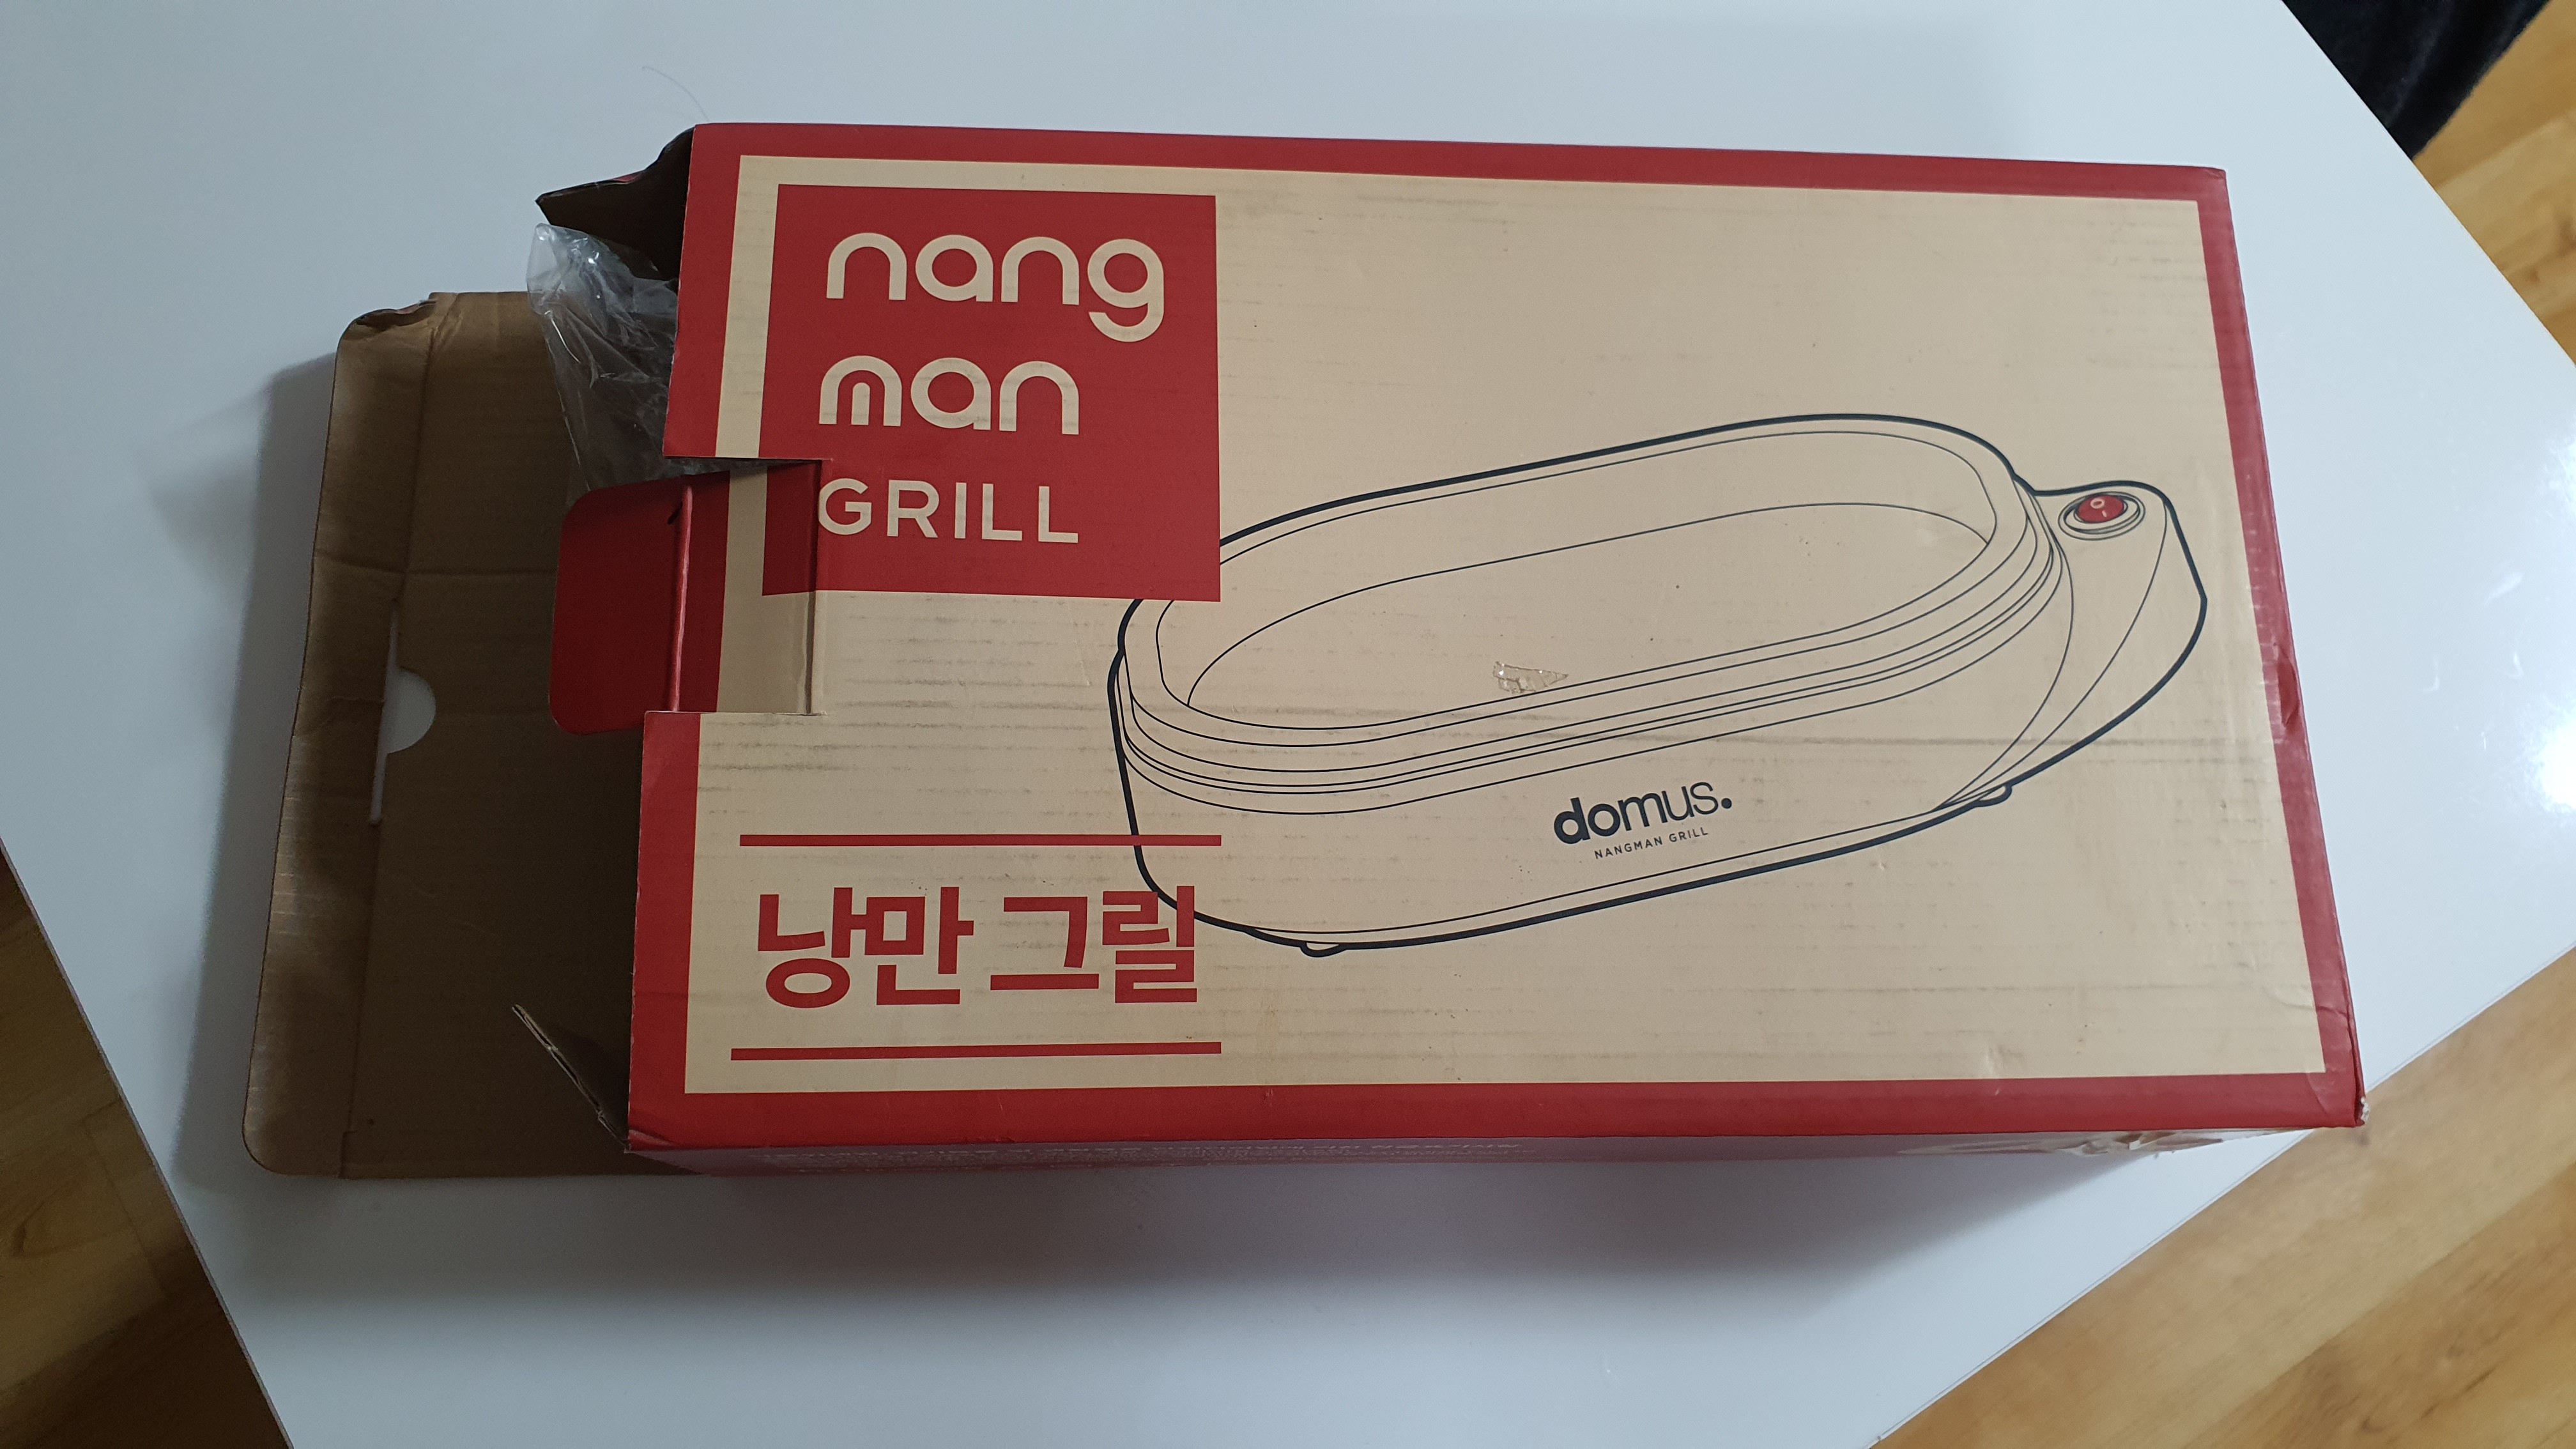 nang
man
GRILL
domus.
NANGMAN GRILL
낭만그릴